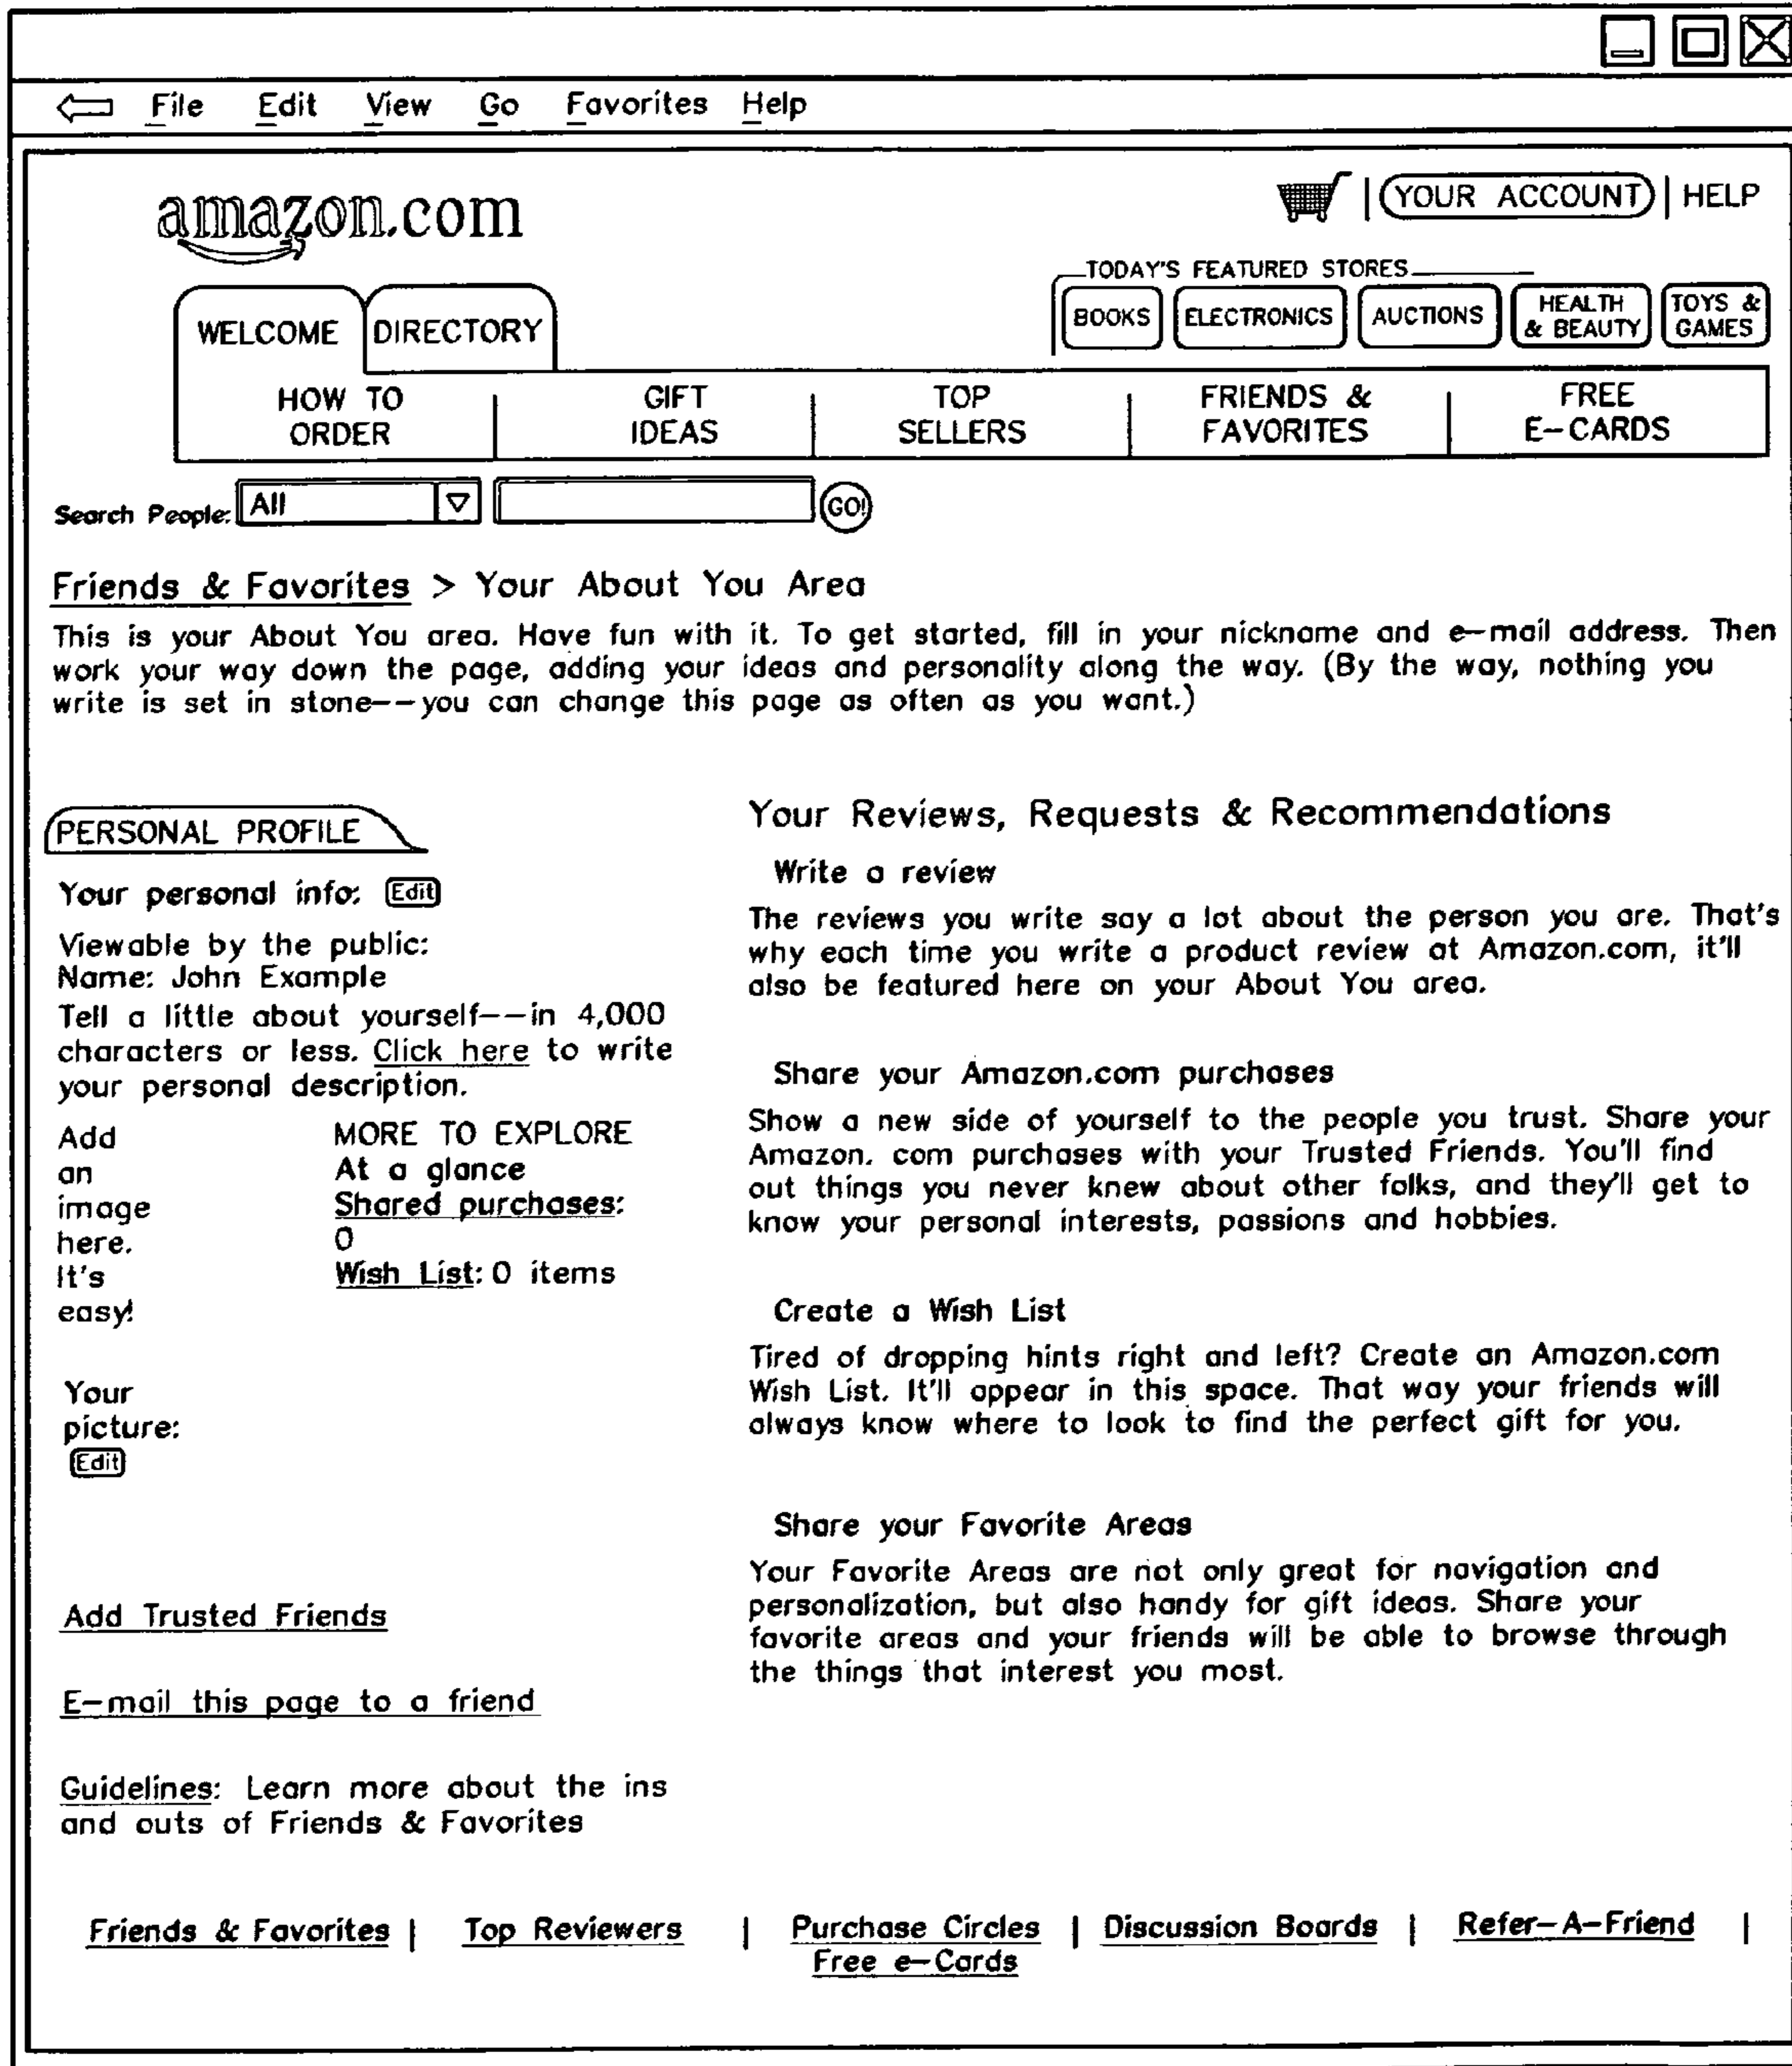 File Edit View Go Favorites Help
amazon.com
YOUR ACCOUNT | HELP
TODAY'S FEATURED STORES
WELCOME DIRECTORY
BOOKS ELECTRONICS AUCTIONS HEALTH & BEAUTY TOYS & GAMES
HOW TO ORDER
GIFT IDEAS
TOP SELLERS
FRIENDS & FAVORITES
FREE E-CARDS
Search People: All GO!
Friends & Favorites > Your About You Area
This is your About You area. Have fun with it. To get started, fill in your nickname and e-mail address. Then
work your way down the page, adding your ideas and personality along the way. (By the way, nothing you
write is set in stone--you can change this page as often as you want.)
PERSONAL PROFILE
Your personal info: Edit
Viewable by the public:
Name: John Example
Tell a little about yourself--in 4,000
characters or less. Click here to write
your personal description.
Add
an
image
here.
It's
easy!
MORE TO EXPLORE
At a glance
Shared purchases:
0
Wish List: 0 items
Your
picture:
Edit
Add Trusted Friends
E-mail this page to a friend
Guidelines: Learn more about the ins
and outs of Friends & Favorites
Your Reviews, Requests & Recommendations
Write a review
The reviews you write say a lot about the person you are. That's
why each time you write a product review at Amazon.com, it'll
also be featured here on your About You area.
Share your Amazon.com purchases
Show a new side of yourself to the people you trust. Share your
Amazon. com purchases with your Trusted Friends. You'll find
out things you never knew about other folks, and they'll get to
know your personal interests, passions and hobbies.
Create a Wish List
Tired of dropping hints right and left? Create an Amazon.com
Wish List. It'll appear in this space. That way your friends will
always know where to look to find the perfect gift for you.
Share your Favorite Areas
Your Favorite Areas are not only great for navigation and
personalization, but also handy for gift ideas. Share your
favorite areas and your friends will be able to browse through
the things that interest you most.
Friends & Favorites | Top Reviewers | Purchase Circles | Discussion Boards | Refer-A-Friend |
Free e-Cards